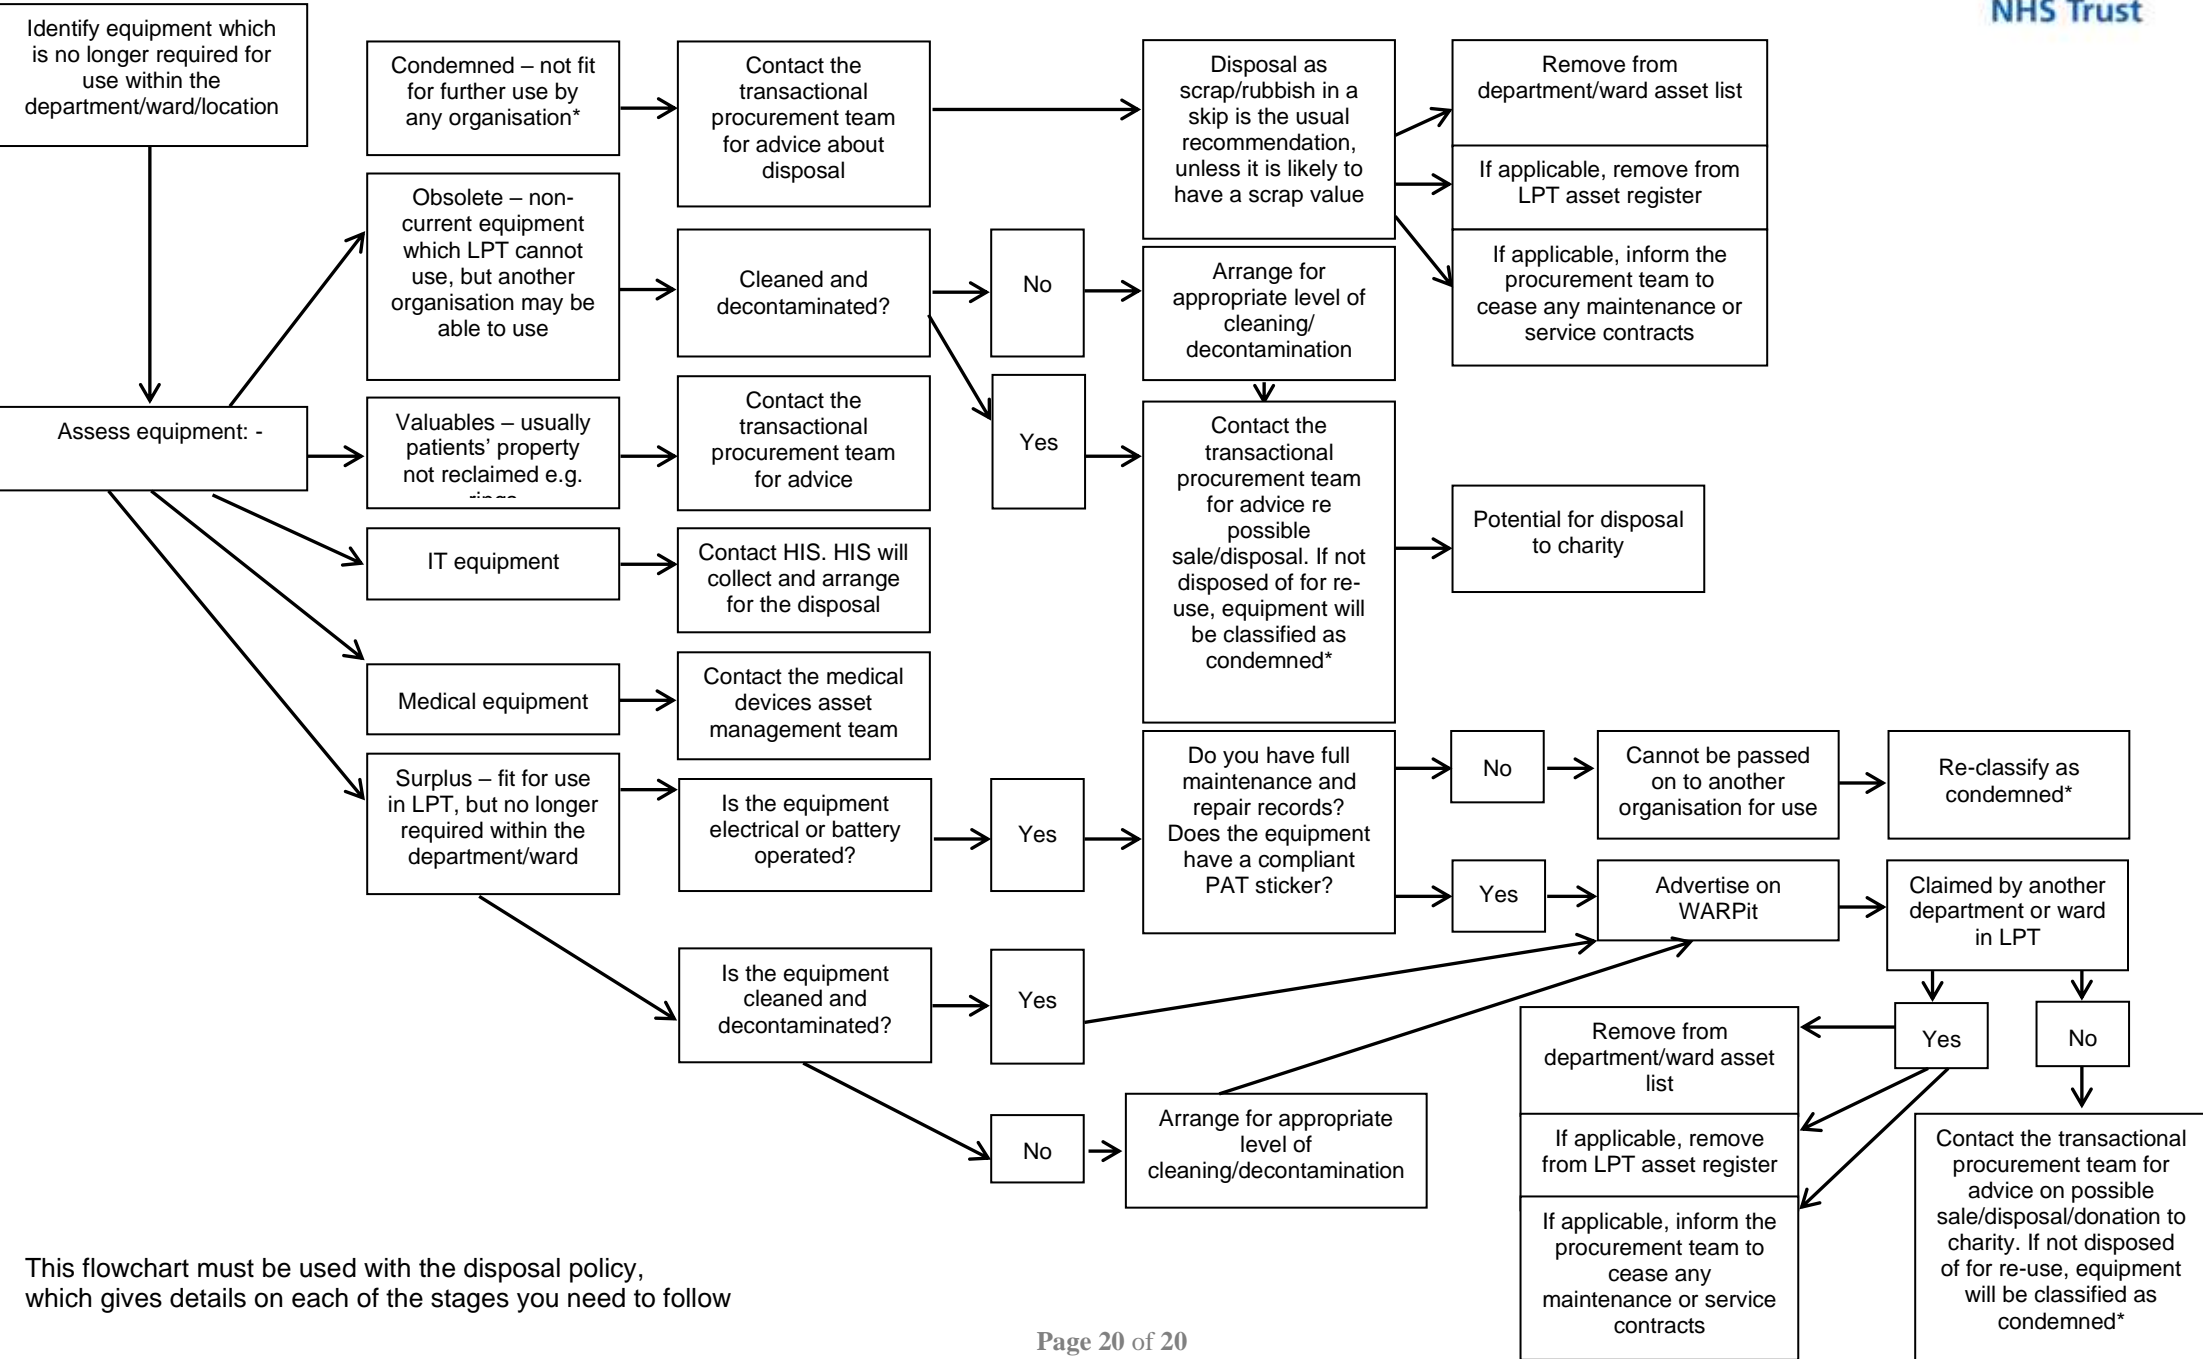 NHS Trust
Identify equipment which
is no longer required for
use within the
department/ward/location
Condemned – not fit
for further use by
any organisation*
Contact the
transactional
procurement team
for advice about
disposal
Disposal as
scrap/rubbish in a
skip is the usual
recommendation,
unless it is likely to
have a scrap value
Remove from
department/ward asset list
If applicable, remove from
LPT asset register
If applicable, inform the
procurement team to
cease any maintenance or
service contracts
Obsolete – non-
current equipment
which LPT cannot
use, but another
organisation may be
able to use
Cleaned and
decontaminated?
No
Arrange for
appropriate level of
cleaning/
decontamination
Yes
Assess equipment: -
Valuables – usually
patients’ property
not reclaimed e.g.
Contact the
transactional
procurement team
for advice
Contact the
transactional
procurement team
for advice re
possible
sale/disposal. If not
disposed of for re-
use, equipment will
be classified as
condemned*
Potential for disposal
to charity
IT equipment
Contact HIS. HIS will
collect and arrange
for the disposal
Medical equipment
Contact the medical
devices asset
management team
Surplus – fit for use
in LPT, but no longer
required within the
department/ward
Is the equipment
electrical or battery
operated?
Yes
Do you have full
maintenance and
repair records?
Does the equipment
have a compliant
PAT sticker?
No
Cannot be passed
on to another
organisation for use
Re-classify as
condemned*
Yes
Advertise on
WARPit
Claimed by another
department or ward
in LPT
Is the equipment
cleaned and
decontaminated?
Yes
No
Arrange for appropriate
level of
cleaning/decontamination
Yes
No
Remove from
department/ward asset
list
If applicable, remove
from LPT asset register
If applicable, inform the
procurement team to
cease any
maintenance or service
contracts
Contact the transactional
procurement team for
advice on possible
sale/disposal/donation to
charity. If not disposed
of for re-use, equipment
will be classified as
condemned*
This flowchart must be used with the disposal policy,
which gives details on each of the stages you need to follow
Page 20 of 20